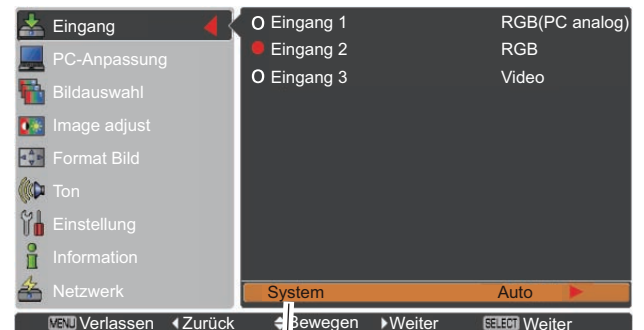 Eingang
PC-Anpassung
Bildauswahl
Image adjust
Format Bild
Ton
Einstellung
Information
Netzwerk
O Eingang 1 RGB(PC analog)
Eingang 2 RGB
O Eingang 3 Video
System Auto
MENU Verlassen Zurück Bewegen Weiter SELECT Weiter